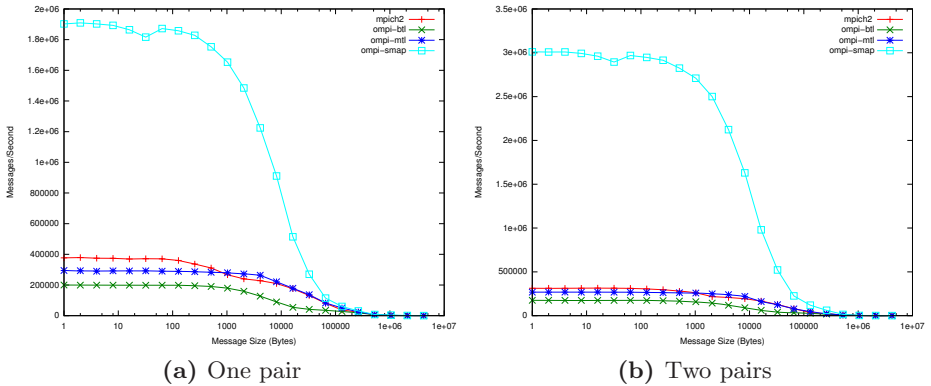 2e+06
1.8e+06
1.6e+06
1.4e+06
1.2e+06
1e+06
800000
600000
400000
200000
0
Messages/Second
1 10 100 1000 10000 100000 1e+06 1e+07
Message Size (Bytes)
mpich2
ompi-btl
ompi-mtl
ompi-smap
(a) One pair
3.5e+06
3e+06
2.5e+06
2e+06
1.5e+06
1e+06
500000
0
Messages/Second
1 10 100 1000 10000 100000 1e+06 1e+07
Message Size (Bytes)
mpich2
ompi-btl
ompi-mtl
ompi-smap
(b) Two pairs